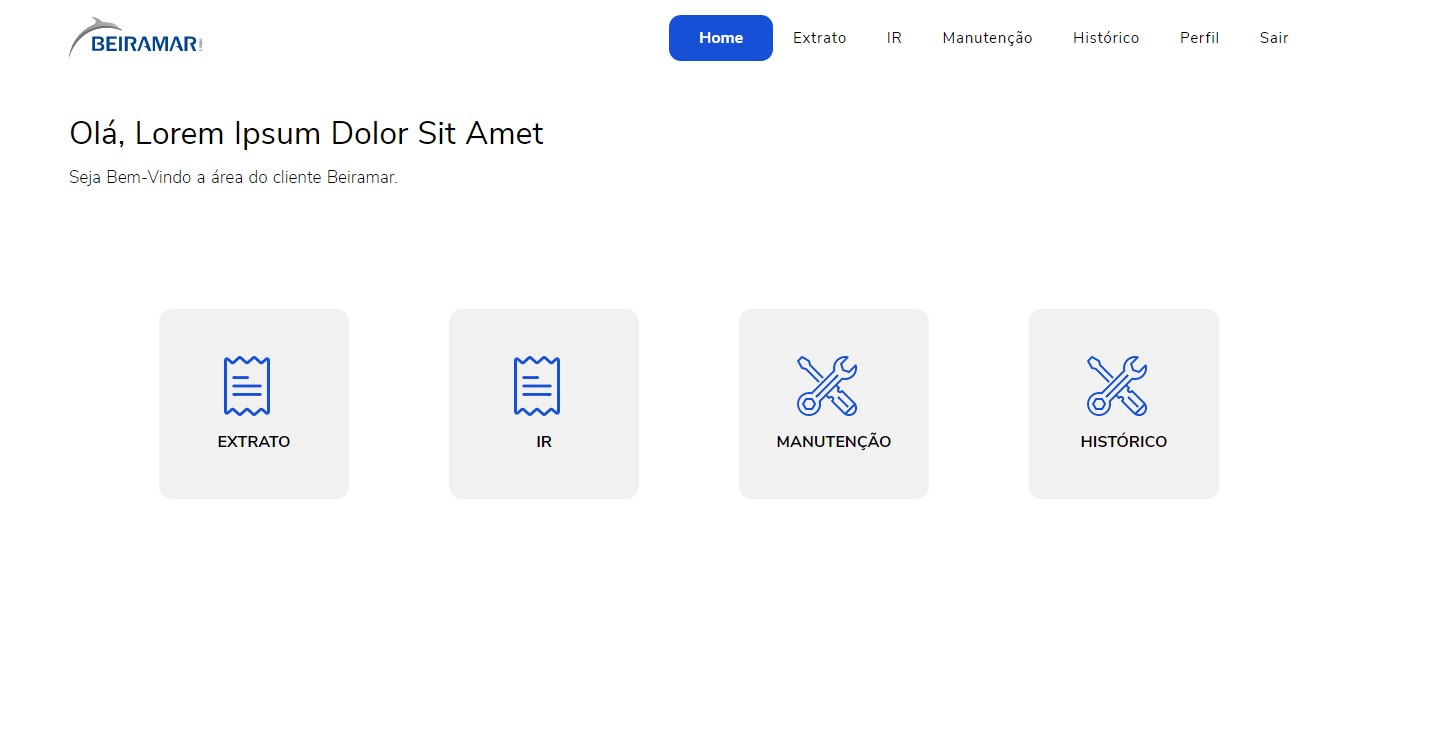 BEIRAMAR
Home Extrato IR Manutenção Histórico Perfil Sair
Olá, Lorem Ipsum Dolor Sit Amet
Seja Bem-Vindo a área do cliente Beiramar.
EXTRATO IR MANUTENÇÃO HISTÓRICO